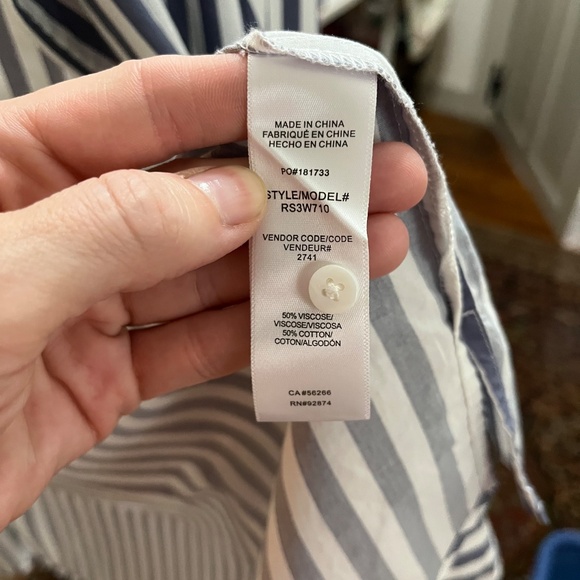 MADE IN CHINA
FABRIQUÉ EN CHINE
HECHO EN CHINA
PO#181733
STYLE/MODEL#
RS3W710
VENDOR CODE/CODE
VENDEUR#
2741
50% VISCOSE/
VISCOSE/VISCOSA
50% COTTON/
COTON/ALGODÓN
CA#56286
RN#92874